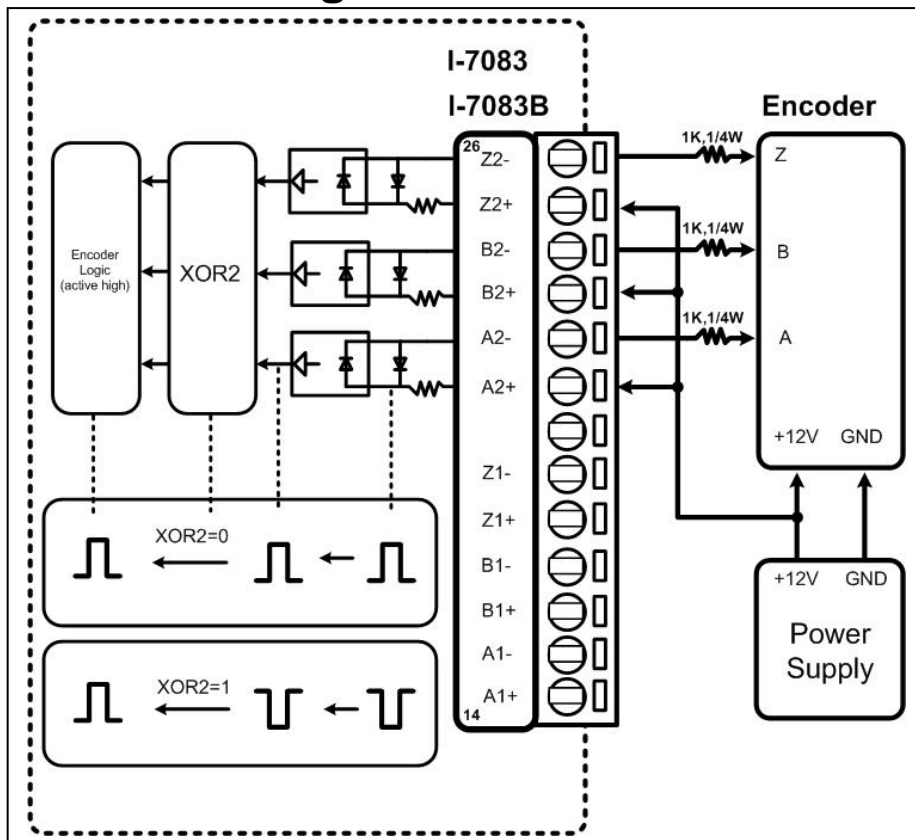 I-7083
I-7083B
Encoder
26
Z2-
Z2+
B2-
B2+
A2-
A2+
Z1-
Z1+
B1-
B1+
A1-
A1+
14
Encoder
Logic
(active high)
XOR2
1K,1/4W
1K,1/4W
1K,1/4W
Z
B
A
+12V GND
+12V GND
Power
Supply
XOR2=0
XOR2=1